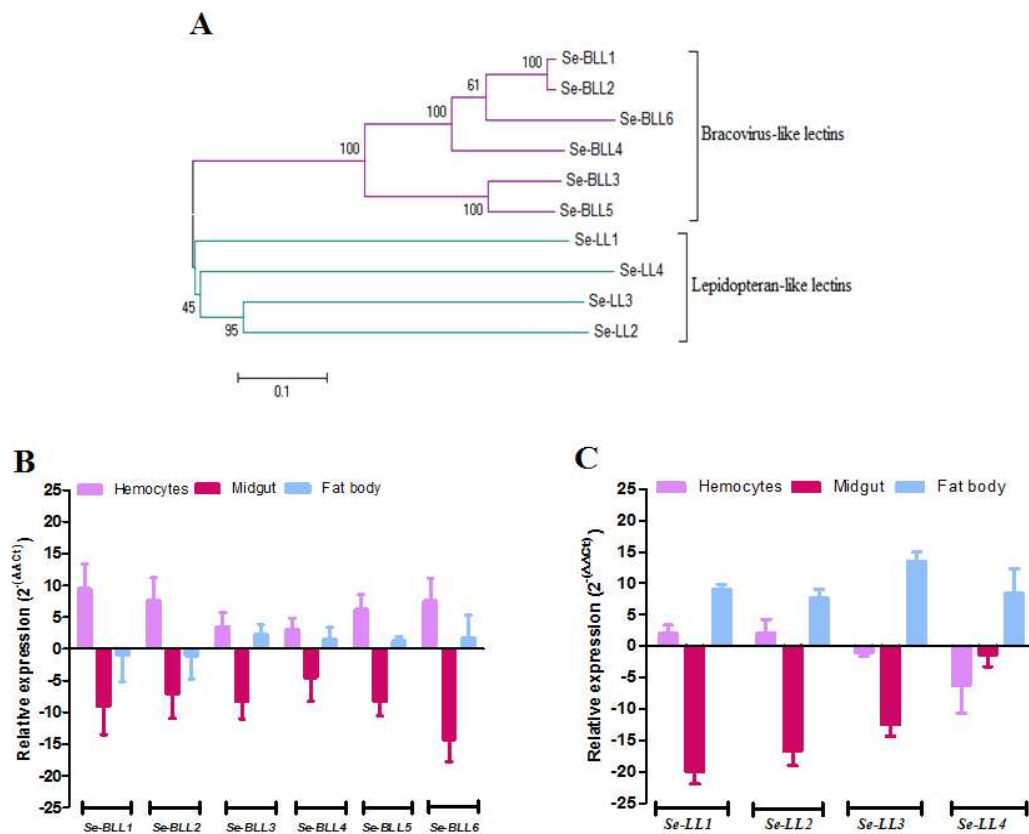 A
100
Se-BLL1
61
Se-BLL2
100
Se-BLL6
100
Se-BLL4
Bracovirus-like lectins
Se-BLL3
100
Se-BLL5
Se-LL1
Se-LL4
45
Se-LL3
Lepidopteran-like lectins
95
Se-LL2
0.1
B
Hemocytes Midgut Fat body
Relative expression (2^-(ΔΔCt))
25
20
15
10
5
0
-5
-10
-15
-20
-25
Se-BLL1 Se-BLL2 Se-BLL3 Se-BLL4 Se-BLL5 Se-BLL6
C
Hemocytes Midgut Fat body
Relative expression (2^-(ΔΔCt))
25
20
15
10
5
0
-5
-10
-15
-20
-25
Se-LL1 Se-LL2 Se-LL3 Se-LL4